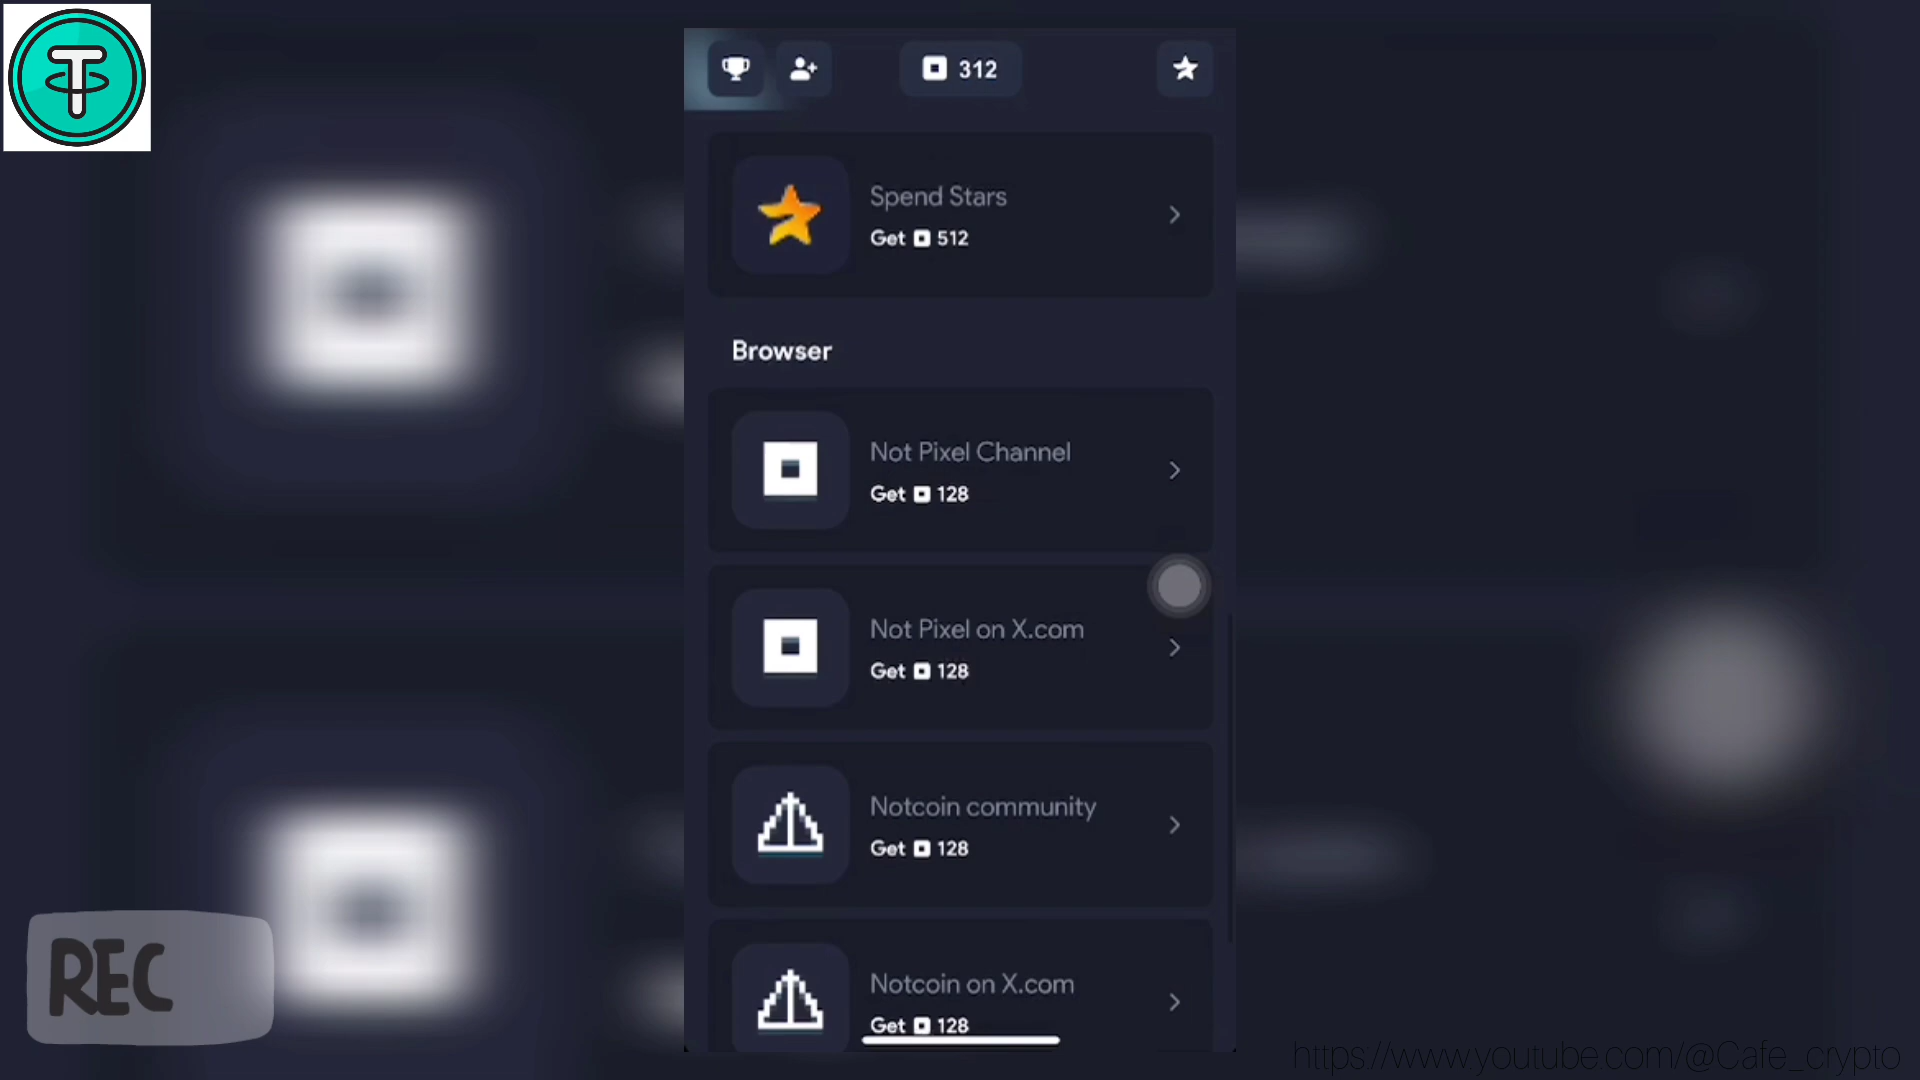 312
Spend Stars
Get 512
Browser
Not Pixel Channel
Get 128
Not Pixel on X.com
Get 128
Notcoin community
Get 128
Notcoin on X.com
Get 128
REC
https://www.youtube.com/@Cafe_crypto